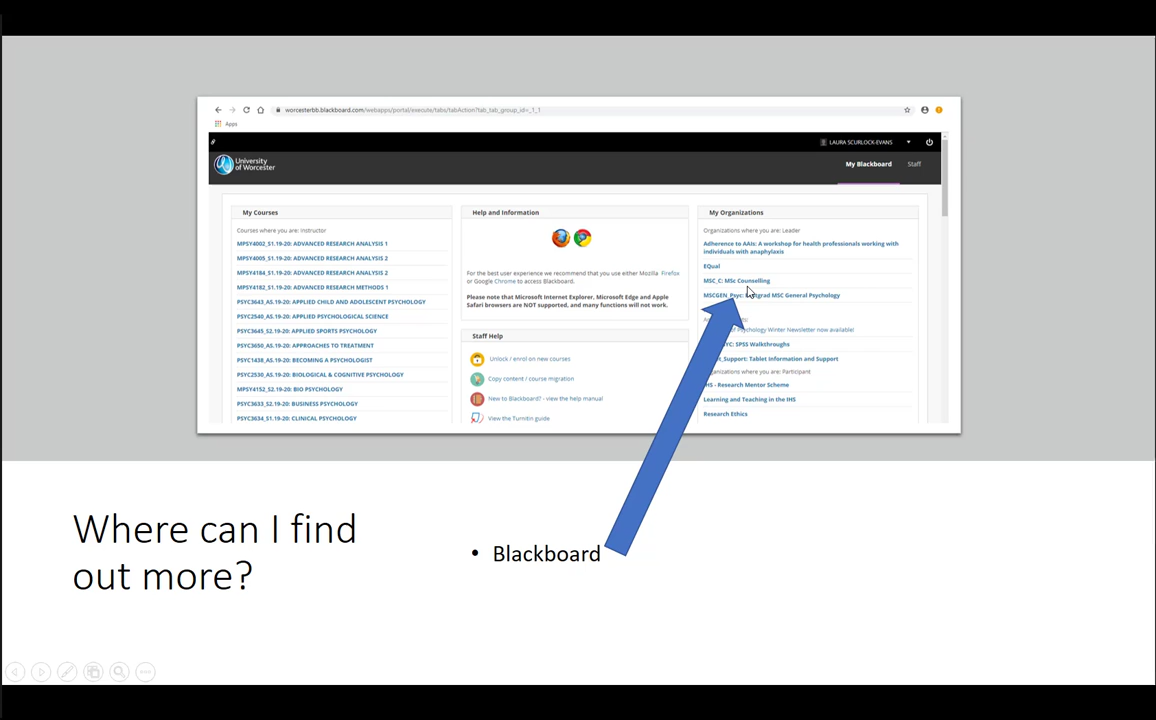 worcesterbb.blackboard.com/webapps/portal/execute/tabs/tabAction?tab_tab_group_id=_1_1
Apps
LAURA SCURLOCK-EVANS
University
of Worcester
My Blackboard
Staff
My Courses
Courses where you are: Instructor
MPSY4002_S1.19-20: ADVANCED RESEARCH ANALYSIS 1
MPSY4005_S1.19-20: ADVANCED RESEARCH ANALYSIS 2
MPSY4184_S1.19-20: ADVANCED RESEARCH ANALYSIS 2
MPSY4182_S1.19-20: ADVANCED RESEARCH METHODS 1
PSYC3643_AS.19-20: APPLIED CHILD AND ADOLESCENT PSYCHOLOGY
PSYC2540_AS.19-20: APPLIED PSYCHOLOGICAL SCIENCE
PSYC3645_S2.19-20: APPLIED SPORTS PSYCHOLOGY
PSYC3650_AS.19-20: APPROACHES TO TREATMENT
PSYC1438_AS.19-20: BECOMING A PSYCHOLOGIST
PSYC2530_AS.19-20: BIOLOGICAL & COGNITIVE PSYCHOLOGY
MPSY4152_S2.19-20: BIO PSYCHOLOGY
PSYC3633_S2.19-20: BUSINESS PSYCHOLOGY
PSYC3634_S1.19-20: CLINICAL PSYCHOLOGY
Help and Information
For the best user experience we recommend that you use either Mozilla Firefox
or Google Chrome to access Blackboard.
Please note that Microsoft Internet Explorer, Microsoft Edge and Apple
Safari browsers are NOT supported, and many functions will not work.
Staff Help
Unlock / enrol on new courses
Copy content / course migration
New to Blackboard? - view the help manual
View the Turnitin guide
My Organizations
Organizations where you are: Leader
Adherence to AAIs: A workshop for health professionals working with
individuals with anaphylaxis
EQual
MSC_C: MSc Counselling
MSCGEN_Psyc: Postgrad MSC General Psychology
of Psychology Winter Newsletter now available!
SPSS Walkthroughs
Support: Tablet Information and Support
Organizations where you are: Participant
- Research Mentor Scheme
Learning and Teaching in the IHS
Research Ethics
Where can I find
out more?
• Blackboard